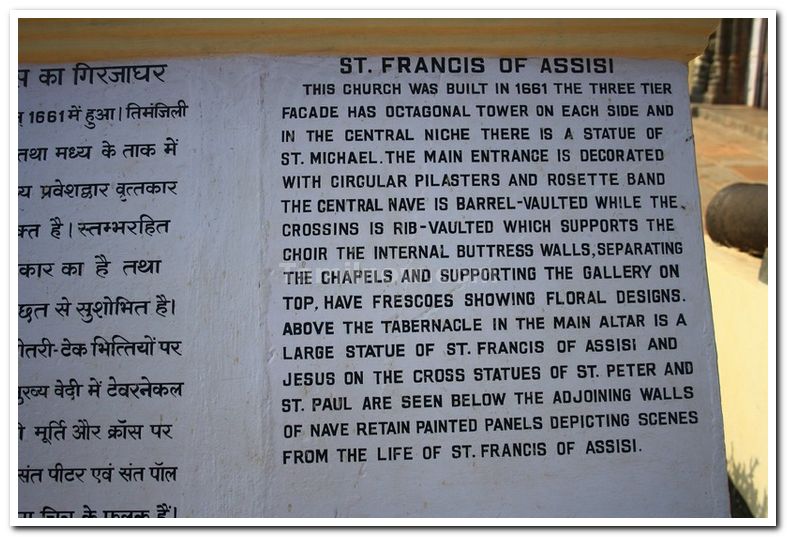 का गिरजाघर
1661 में हुआ। तिमंजिली
तथा मध्य के ताक में
प्रवेशद्वार वृत्तकार
है। स्तम्भरहित
कार का है तथा
छत से सुशोभित है।
तरी-टेक भित्तियों पर
मुख्य वेदी में टेवरनेकल
मूर्ति और क्रॉस पर
संत पीटर एवं संत पॉल
चित्र के फलक हैं।
ST. FRANCIS OF ASSISI
THIS CHURCH WAS BUILT IN 1661 THE THREE TIER
FACADE HAS OCTAGONAL TOWER ON EACH SIDE AND
IN THE CENTRAL NICHE THERE IS A STATUE OF
ST. MICHAEL. THE MAIN ENTRANCE IS DECORATED
WITH CIRCULAR PILASTERS AND ROSETTE BAND
THE CENTRAL NAVE IS BARREL-VAULTED WHILE THE
CROSSINS IS RIB-VAULTED WHICH SUPPORTS THE
CHOIR THE INTERNAL BUTTRESS WALLS, SEPARATING
THE CHAPELS AND SUPPORTING THE GALLERY ON
TOP, HAVE FRESCOES SHOWING FLORAL DESIGNS.
ABOVE THE TABERNACLE IN THE MAIN ALTAR IS A
LARGE STATUE OF ST. FRANCIS OF ASSISI AND
JESUS ON THE CROSS STATUES OF ST. PETER AND
ST. PAUL ARE SEEN BELOW THE ADJOINING WALLS
OF NAVE RETAIN PAINTED PANELS DEPICTING SCENES
FROM THE LIFE OF ST. FRANCIS OF ASSISI.